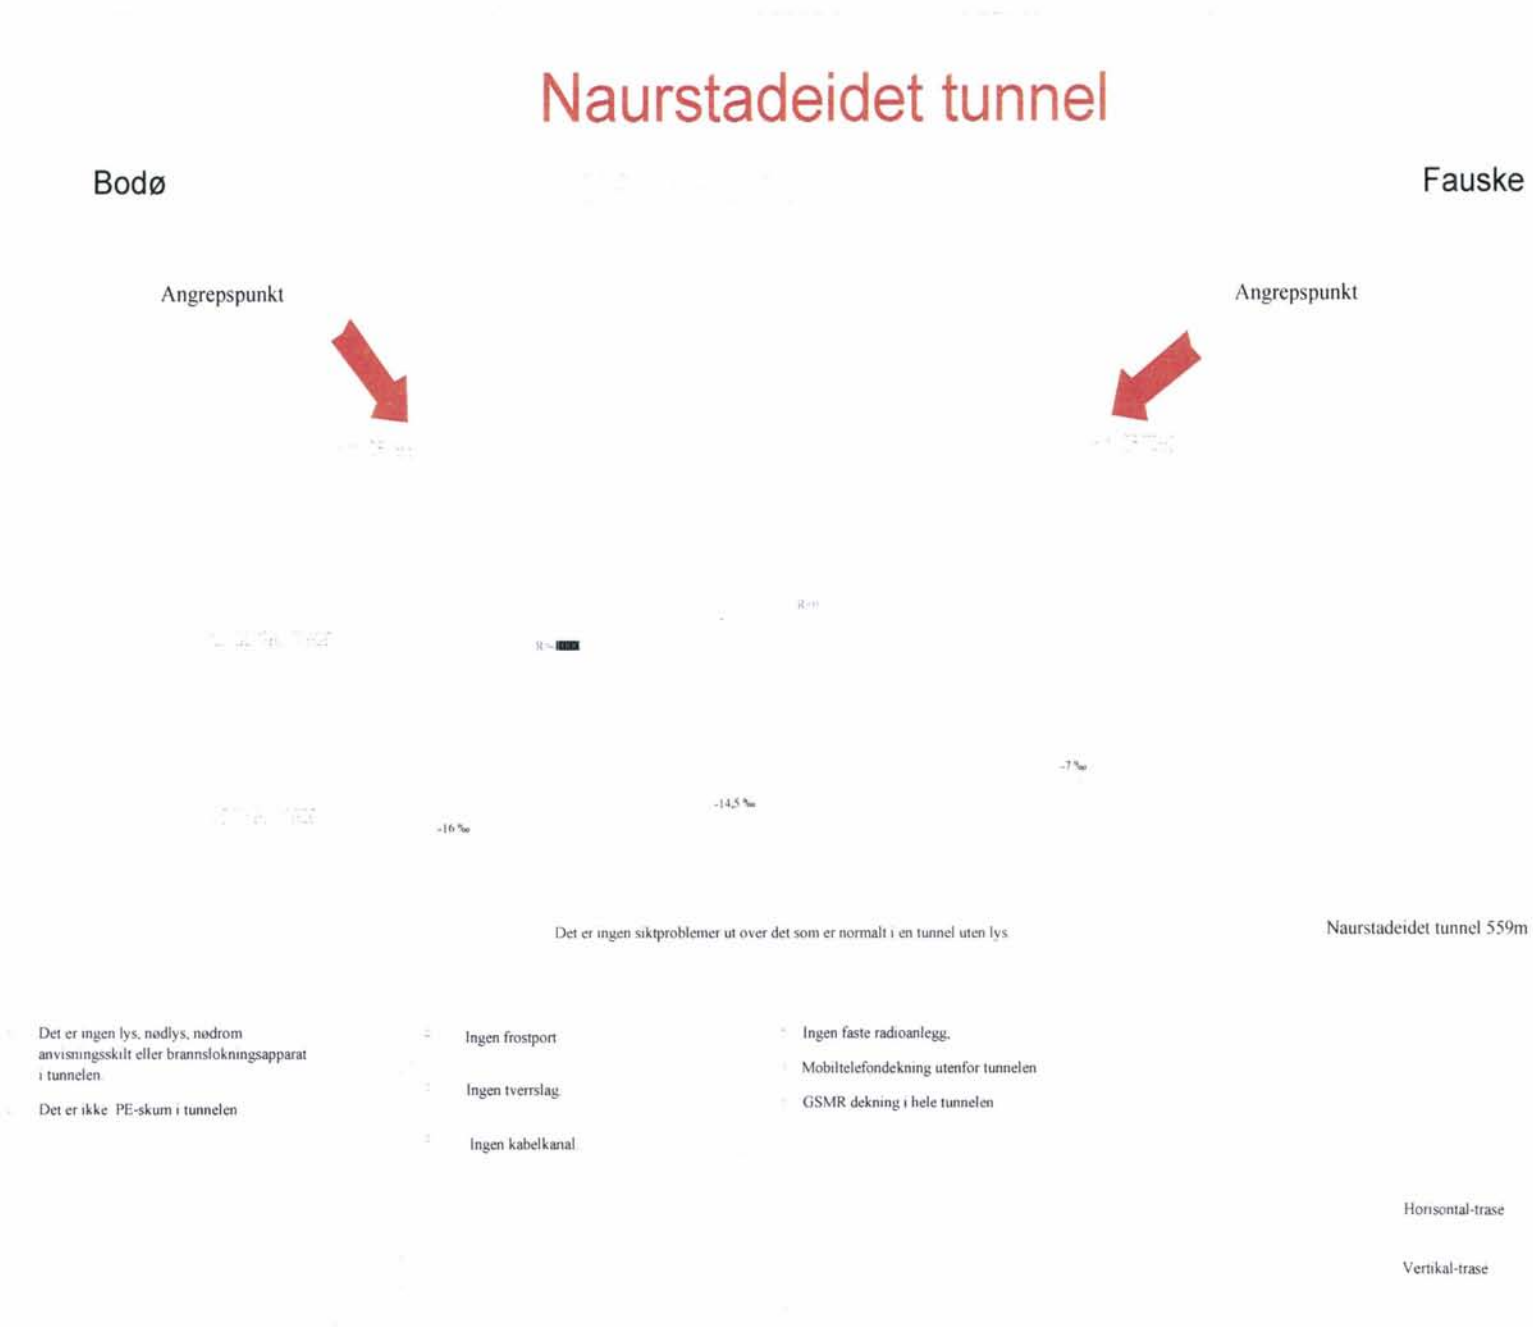 Naurstadeidet tunnel
Bodø
Fauske
Angrepspunkt
Angrepspunkt
-7 ‰
-14,5 ‰
-16 ‰
Det er ingen siktproblemer ut over det som er normalt i en tunnel uten lys.
Naurstadeidet tunnel 559m
Det er ingen lys, nødlys, nødrom
anvisningsskilt eller brannslokningsapparat
i tunnelen.
Det er ikke PE-skum i tunnelen
Ingen frostport
Ingen tverrslag.
Ingen kabelkanal.
Ingen faste radioanlegg.
Mobiltelefondekning utenfor tunnelen
GSMR dekning i hele tunnelen
Horisontal-trase
Vertikal-trase